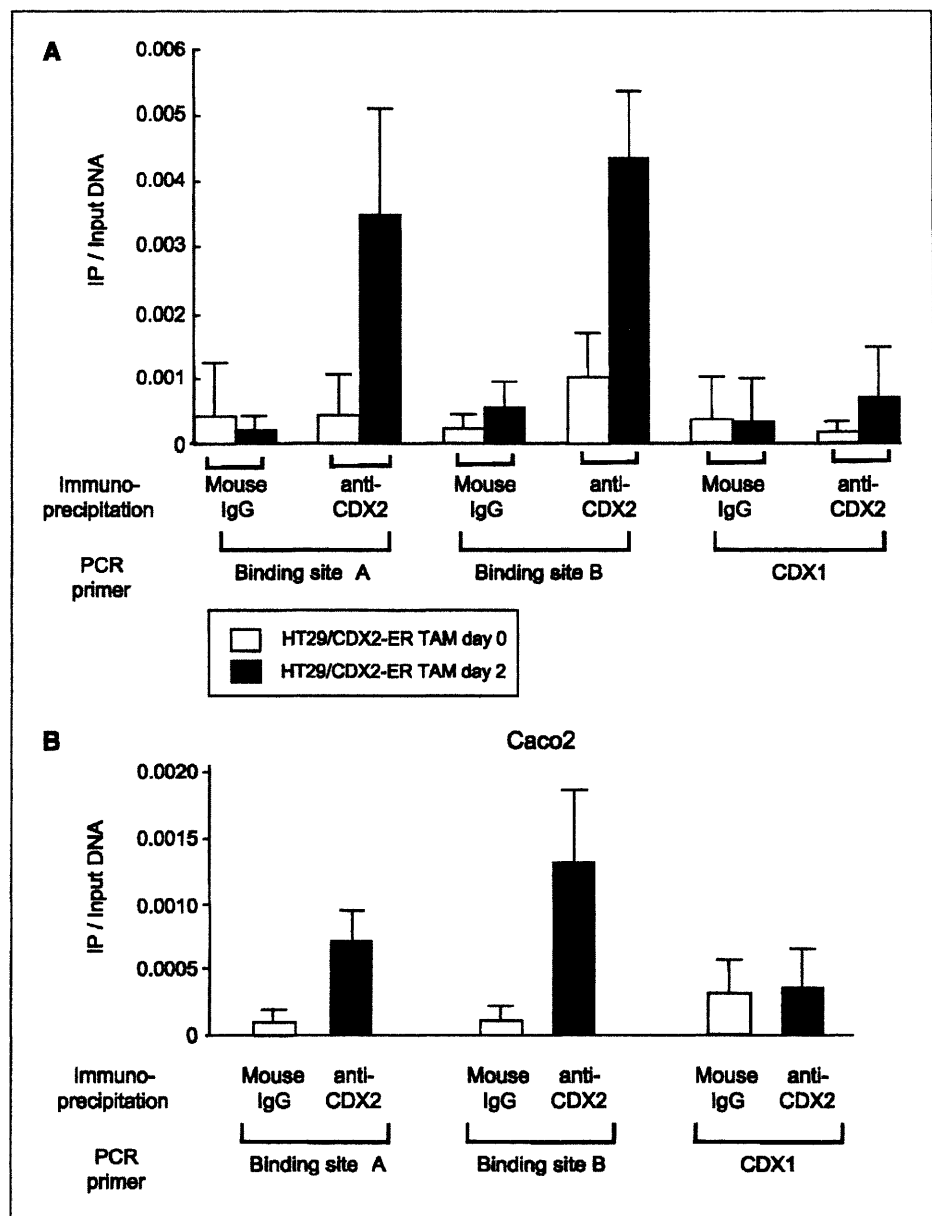 A
0.006
0.005
0.004
0.003
0.002
0.001
0
IP / Input DNA
Immuno-
precipitation
Mouse
IgG
anti-
CDX2
Mouse
IgG
anti-
CDX2
Mouse
IgG
anti-
CDX2
PCR
primer
Binding site A
Binding site B
CDX1
HT29/CDX2-ER TAM day 0
HT29/CDX2-ER TAM day 2
B
Caco2
0.0020
0.0015
0.0010
0.0005
0
IP / Input DNA
Immuno-
precipitation
Mouse
IgG
anti-
CDX2
Mouse
IgG
anti-
CDX2
Mouse
IgG
anti-
CDX2
PCR
primer
Binding site A
Binding site B
CDX1